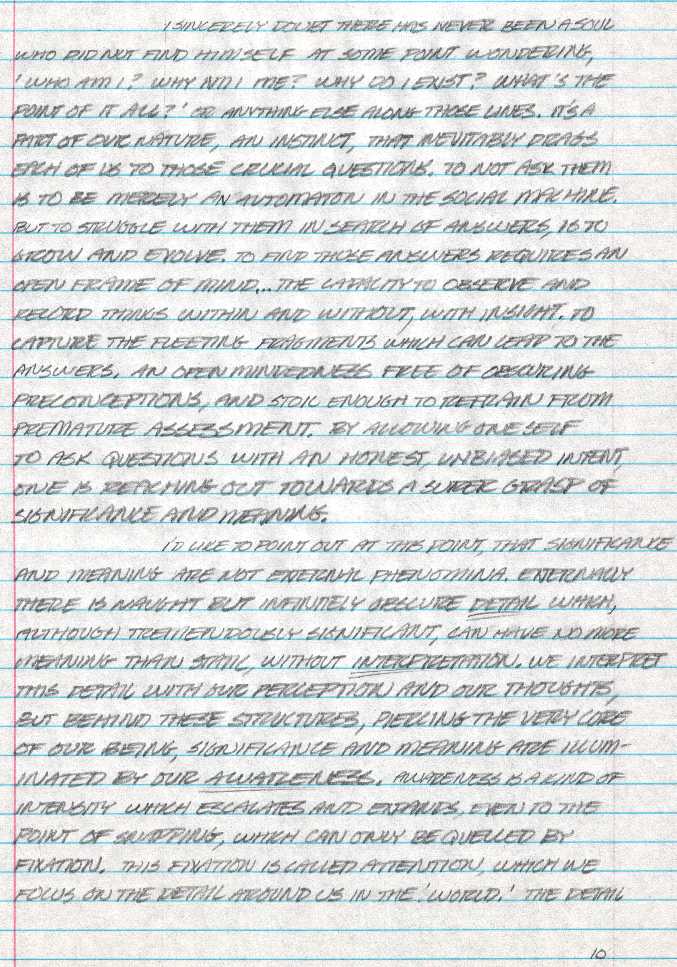 I SINCERELY DOUBT THERE HAS NEVER BEEN A SOUL
WHO DID NOT FIND HIMSELF AT SOME POINT WONDERING,
'WHO AM I? WHY AM I ME? WHY DO I EXIST? WHAT'S THE
POINT OF IT ALL?' OR ANYTHING ELSE ALONG THOSE LINES. IT'S A
PART OF OUR NATURE, AN INSTINCT, THAT INEVITABLY DRAGS
EACH OF US TO THOSE CRUCIAL QUESTIONS. TO NOT ASK THEM
IS TO BE MERELY AN AUTOMATON IN THE SOCIAL MACHINE.
BUT TO STRUGGLE WITH THEM IN SEARCH OF ANSWERS, IS TO
GROW AND EVOLVE. TO FIND THOSE ANSWERS REQUIRES AN
OPEN FRAME OF MIND... THE CAPACITY TO OBSERVE AND
RECORD THINGS WITHIN AND WITHOUT, WITH INSIGHT. TO
CAPTURE THE FLEETING FRAGMENTS WHICH CAN LEAD TO THE
ANSWERS. AN OPENMINDEDNESS FREE OF OBSCURING
PRECONCEPTIONS, AND STOIC ENOUGH TO REFRAIN FROM
PREMATURE ASSESSMENT. BY ALLOWING ONESELF
TO ASK QUESTIONS WITH AN HONEST, UNBIASED INTENT,
ONE IS REACHING OUT TOWARDS A SURER GRASP OF
SIGNIFICANCE AND MEANING.
I'D LIKE TO POINT OUT AT THIS POINT, THAT SIGNIFICANCE
AND MEANING ARE NOT EXTERNAL PHENOMINA. EXTERNALLY
THERE IS NAUGHT BUT INFINITELY OBSCURE DETAIL WHICH,
ALTHOUGH TREMENDOUSLY SIGNIFICANT, CAN HAVE NO MORE
MEANING THAN STATIC, WITHOUT INTERPRETATION. WE INTERPRET
THIS DETAIL WITH OUR PERCEPTION AND OUR THOUGHTS,
BUT BEHIND THESE STRUCTURES, PIERCING THE VERY CORE
OF OUR BEING, SIGNIFICANCE AND MEANING ARE ILLUM-
INATED BY OUR AWARENESS. AWARENESS IS A KIND OF
INTENSITY WHICH ESCALATES AND EXPANDS, EVEN TO THE
POINT OF SNAPPING, WHICH CAN ONLY BE QUELLED BY
FIXATION. THIS FIXATION IS CALLED ATTENTION, WHICH WE
FOCUS ON THE DETAIL AROUND US IN THE 'WORLD.' THE DETAIL
10